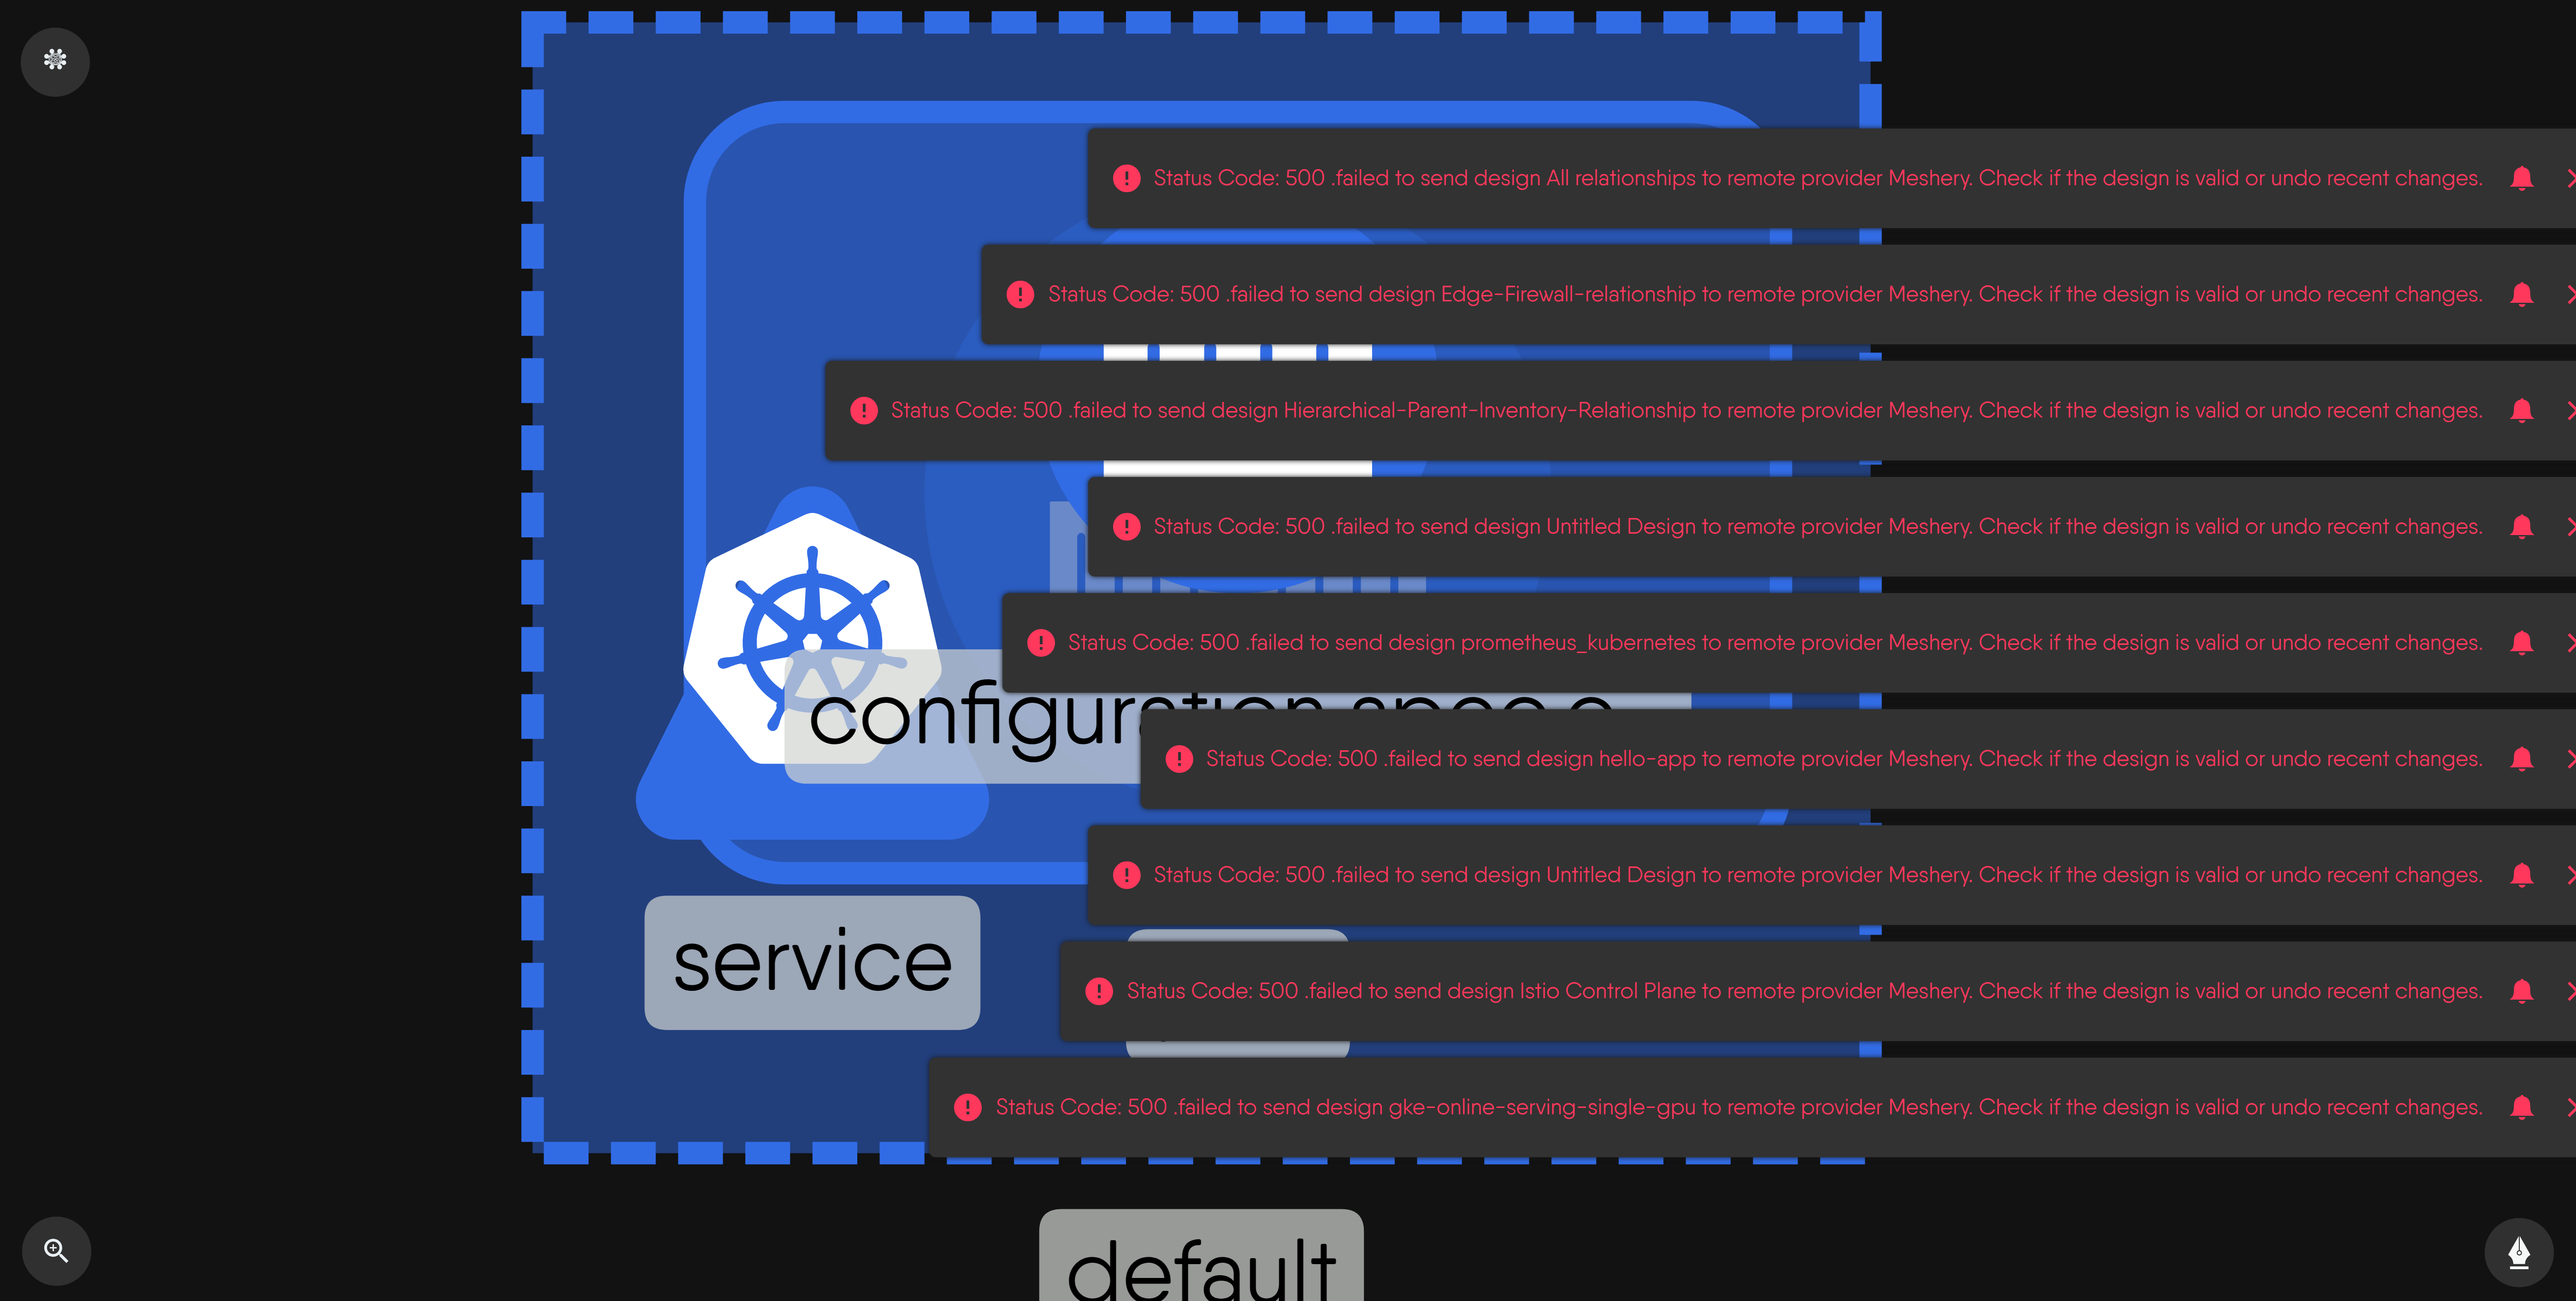 Status Code: 500 .failed to send design All relationships to remote provider Meshery. Check if the design is valid or undo recent changes.
Status Code: 500 .failed to send design Edge-Firewall-relationship to remote provider Meshery. Check if the design is valid or undo recent changes.
Status Code: 500 .failed to send design Hierarchical-Parent-Inventory-Relationship to remote provider Meshery. Check if the design is valid or undo recent changes.
Status Code: 500 .failed to send design Untitled Design to remote provider Meshery. Check if the design is valid or undo recent changes.
Status Code: 500 .failed to send design prometheus_kubernetes to remote provider Meshery. Check if the design is valid or undo recent changes.
configuration
Status Code: 500 .failed to send design hello-app to remote provider Meshery. Check if the design is valid or undo recent changes.
Status Code: 500 .failed to send design Untitled Design to remote provider Meshery. Check if the design is valid or undo recent changes.
service
Status Code: 500 .failed to send design Istio Control Plane to remote provider Meshery. Check if the design is valid or undo recent changes.
Status Code: 500 .failed to send design gke-online-serving-single-gpu to remote provider Meshery. Check if the design is valid or undo recent changes.
default